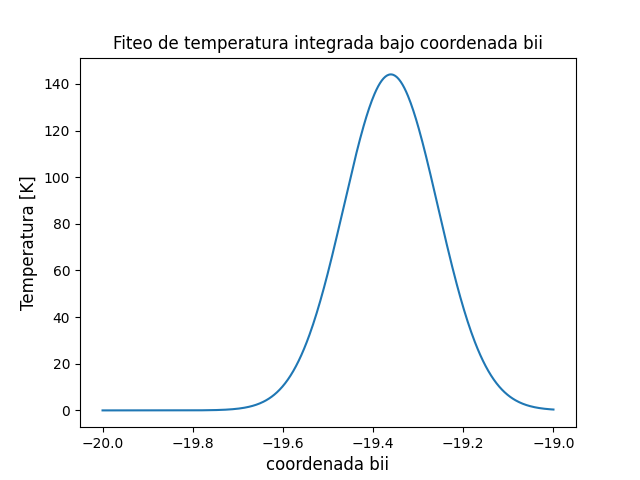 Fiteo de temperatura integrada bajo coordenada bii
Temperatura [K]
140
120
100
80
60
40
20
0
−20.0 −19.8 −19.6 −19.4 −19.2 −19.0
coordenada bii